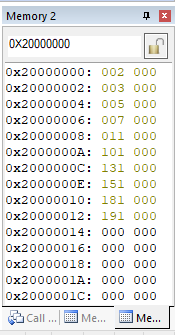 Memory 2
0X20000000
0x20000000: 002 000
0x20000002: 003 000
0x20000004: 005 000
0x20000006: 007 000
0x20000008: 011 000
0x2000000A: 101 000
0x2000000C: 131 000
0x2000000E: 151 000
0x20000010: 181 000
0x20000012: 191 000
0x20000014: 000 000
0x20000016: 000 000
0x20000018: 000 000
0x2000001A: 000 000
0x2000001C: 000 000
Call ... Me... Me...